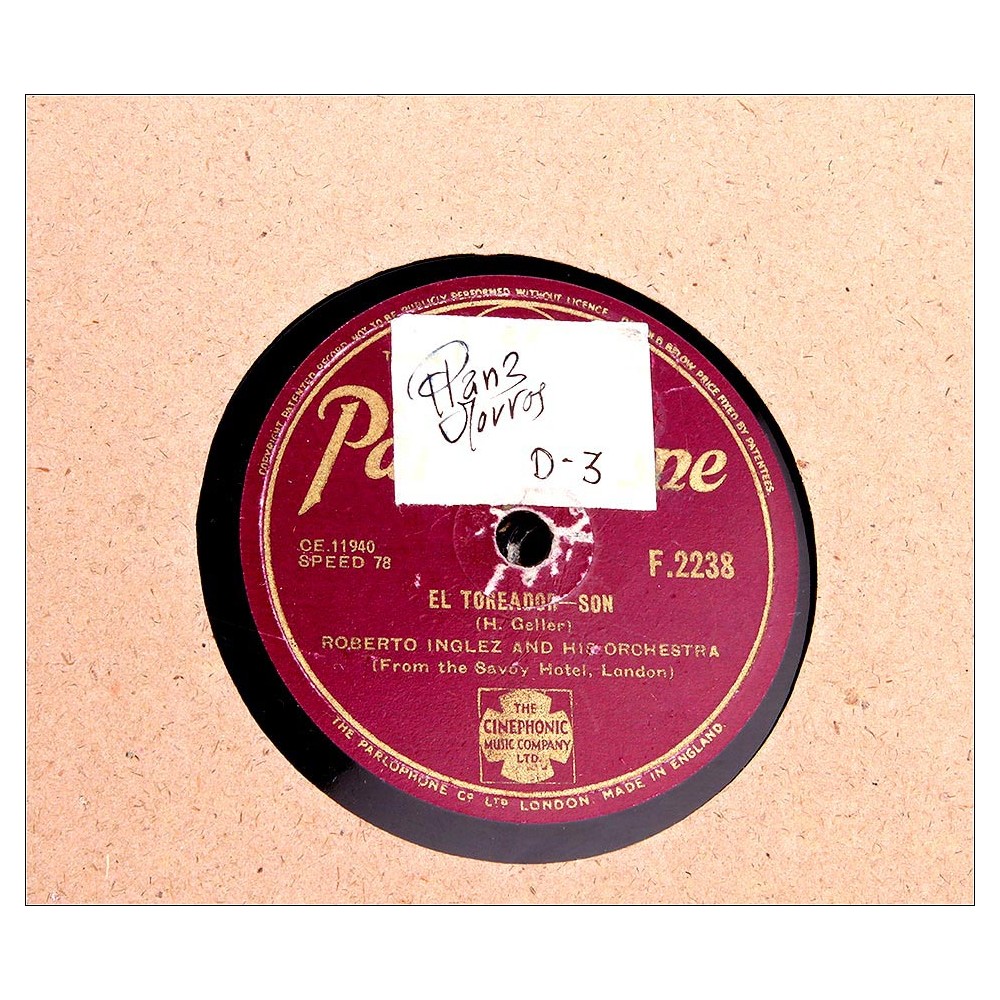 COPYRIGHT PATENTED RECORD. NOT TO BE PUBLICLY PERFORMED WITHOUT LICENCE. OR SOLD BELOW PRICE FIXED BY PATENTEES.
D-3
CE.11940
SPEED 78
F.2238
EL TOREADOR—SON
(H. Geller)
ROBERTO INGLEZ AND HIS ORCHESTRA
(From the Savoy Hotel, London)
THE
CINEPHONIC
MUSIC COMPANY
LTD.
THE PARLOPHONE CO LTD LONDON. MADE IN ENGLAND.